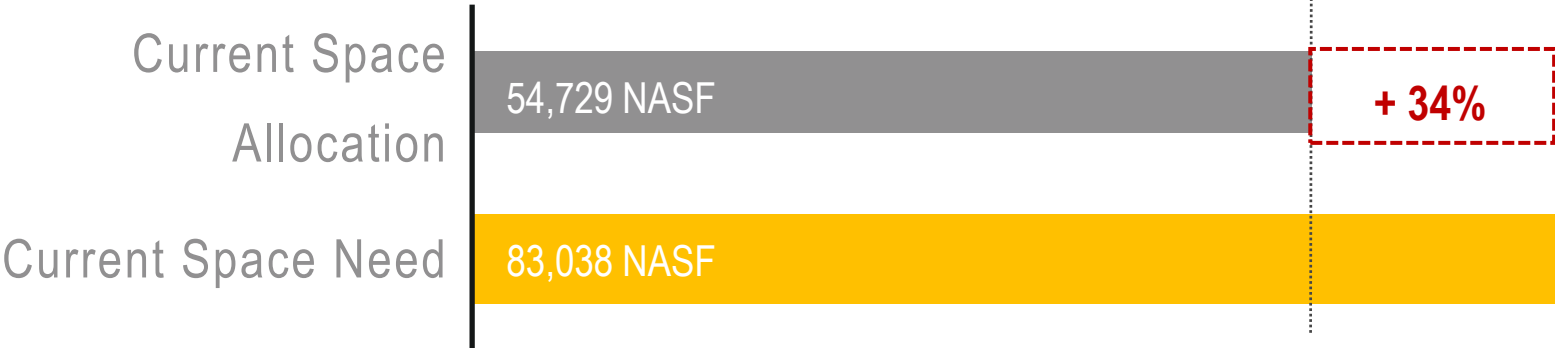 Current Space
Allocation
54,729 NASF
+ 34%
Current Space Need
83,038 NASF